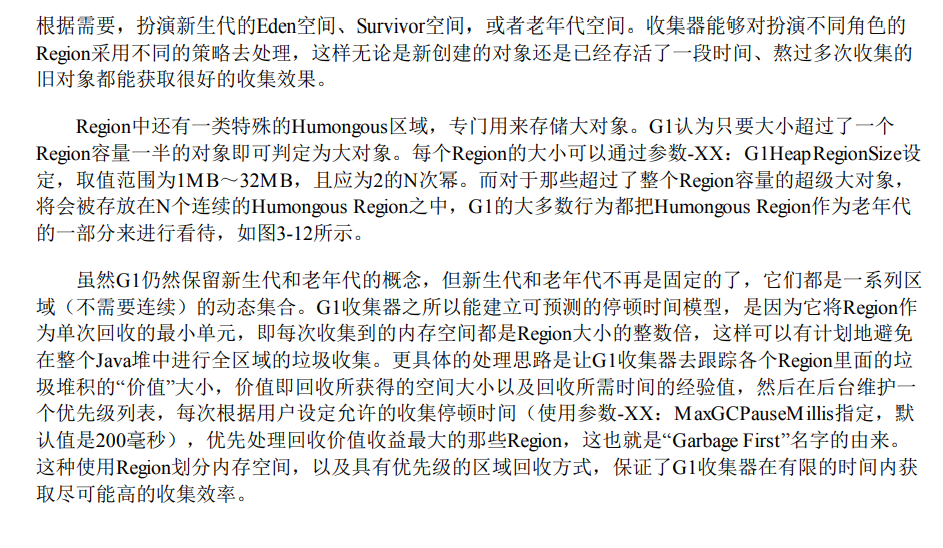 根据需要，扮演新生代的Eden空间、Survivor空间，或者老年代空间。收集器能够对扮演不同角色的
Region采用不同的策略去处理，这样无论是新创建的对象还是已经存活了一段时间、熬过多次收集的
旧对象都能获取很好的收集效果。
Region中还有一类特殊的Humongous区域，专门用来存储大对象。G1认为只要大小超过了一个
Region容量一半的对象即可判定为大对象。每个Region的大小可以通过参数-XX：G1HeapRegionSize设
定，取值范围为1MB～32MB，且应为2的N次幂。而对于那些超过了整个Region容量的超级大对象，
将会被存放在N个连续的Humongous Region之中，G1的大多数行为都把Humongous Region作为老年代
的一部分来进行看待，如图3-12所示。
虽然G1仍然保留新生代和老年代的概念，但新生代和老年代不再是固定的了，它们都是一系列区
域（不需要连续）的动态集合。G1收集器之所以能建立可预测的停顿时间模型，是因为它将Region作
为单次回收的最小单元，即每次收集到的内存空间都是Region大小的整数倍，这样可以有计划地避免
在整个Java堆中进行全区域的垃圾收集。更具体的处理思路是让G1收集器去跟踪各个Region里面的垃
圾堆积的“价值”大小，价值即回收所获得的空间大小以及回收所需时间的经验值，然后在后台维护一
个优先级列表，每次根据用户设定允许的收集停顿时间（使用参数-XX：MaxGCPauseMillis指定，默
认值是200毫秒），优先处理回收价值收益最大的那些Region，这也就是“Garbage First”名字的由来。
这种使用Region划分内存空间，以及具有优先级的区域回收方式，保证了G1收集器在有限的时间内获
取尽可能高的收集效率。